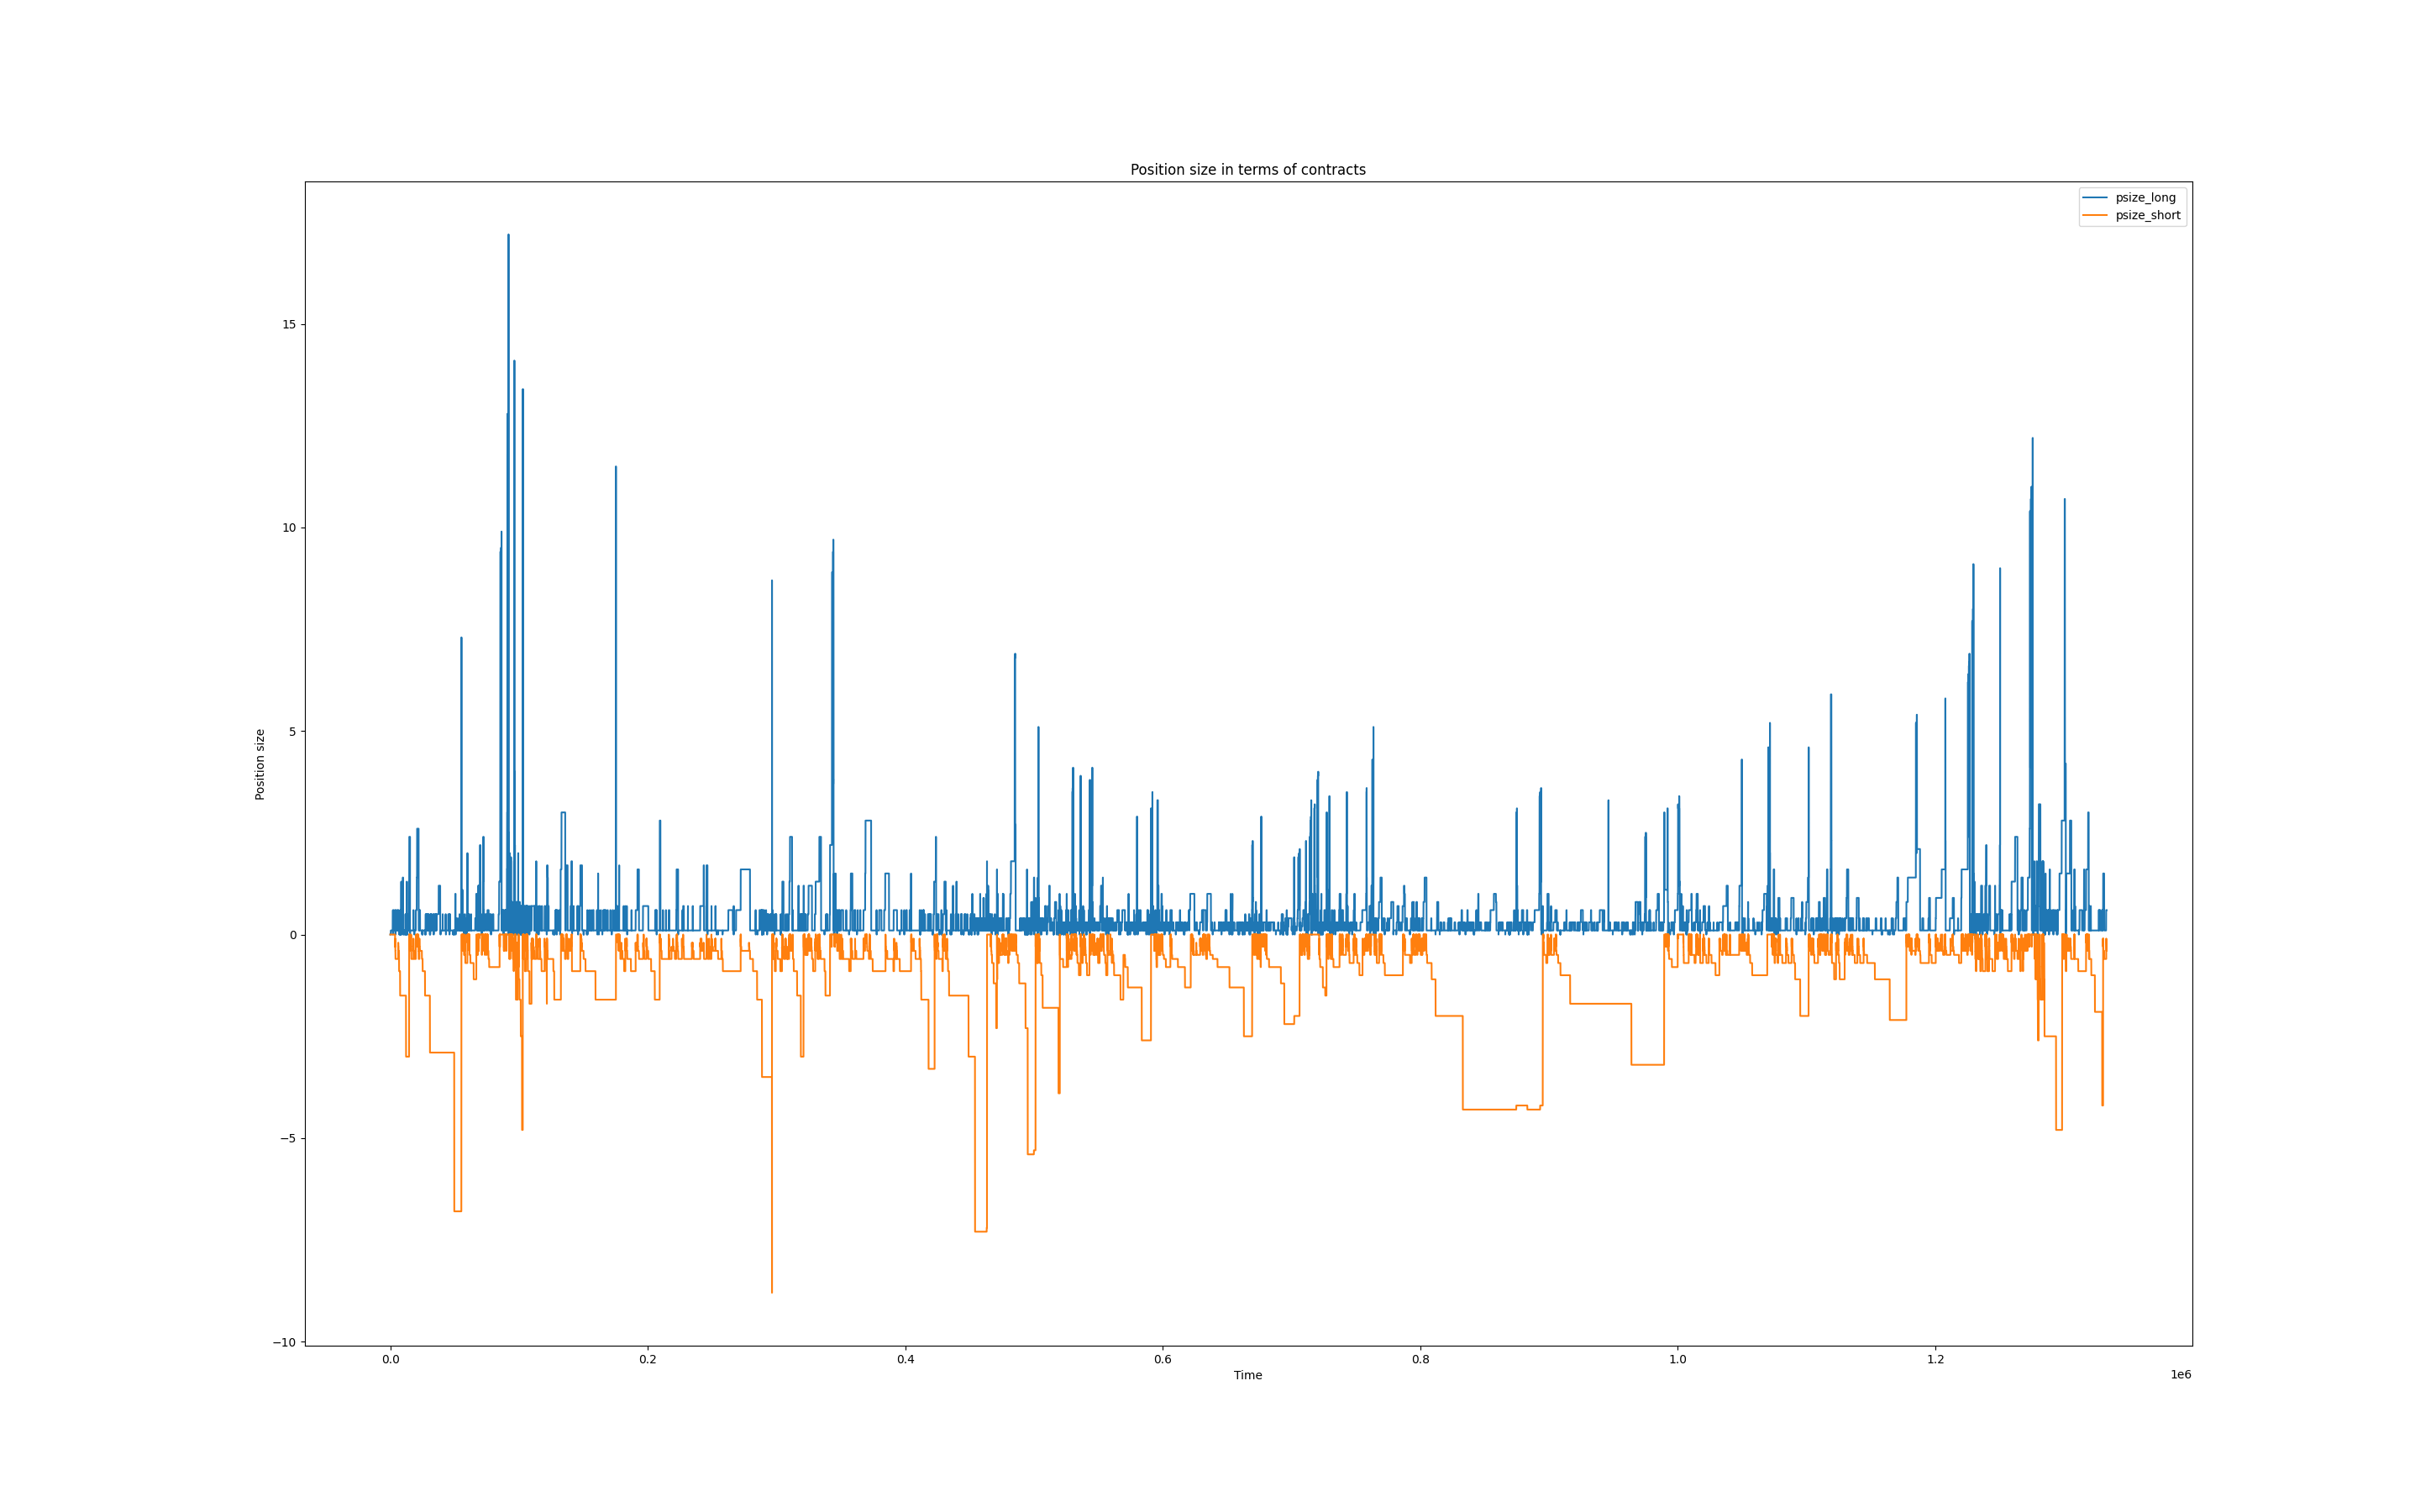 Position size in terms of contracts
psize_long
psize_short
15
10
5
0
−5
−10
Position size
0.0 0.2 0.4 0.6 0.8 1.0 1.2
Time
1e6